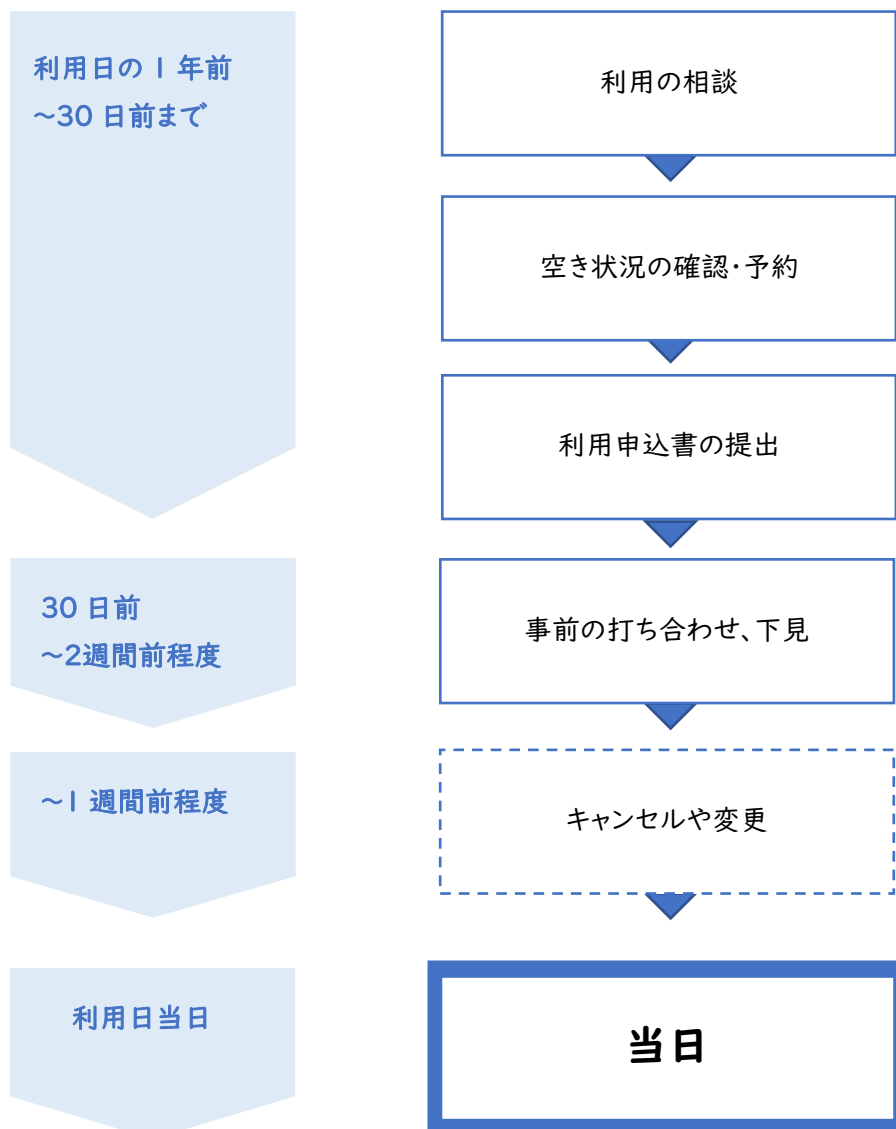 利用日の1年前
～30日前まで
利用の相談
空き状況の確認・予約
利用申込書の提出
30日前
～2週間前程度
事前の打ち合わせ、下見
～1週間前程度
キャンセルや変更
利用日当日
当日